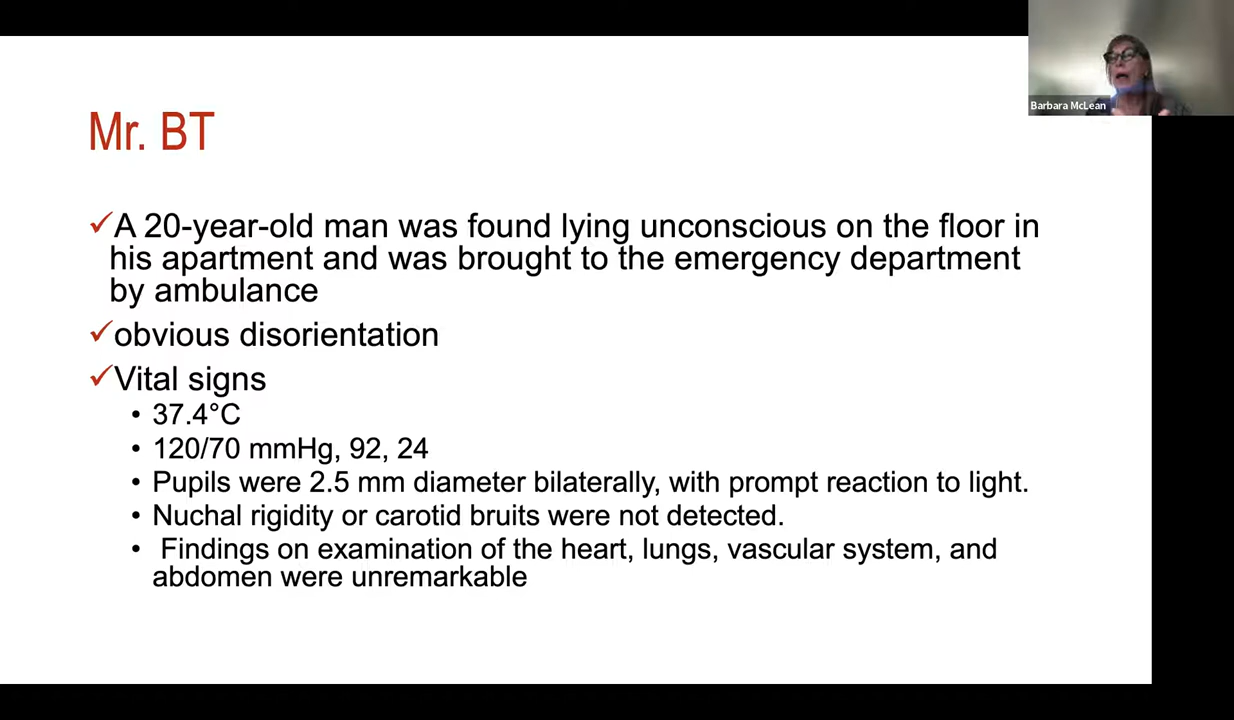 Barbara McLean
Mr. BT
✓A 20-year-old man was found lying unconscious on the floor in
his apartment and was brought to the emergency department
by ambulance
✓obvious disorientation
✓Vital signs
• 37.4°C
• 120/70 mmHg, 92, 24
• Pupils were 2.5 mm diameter bilaterally, with prompt reaction to light.
• Nuchal rigidity or carotid bruits were not detected.
• Findings on examination of the heart, lungs, vascular system, and
abdomen were unremarkable